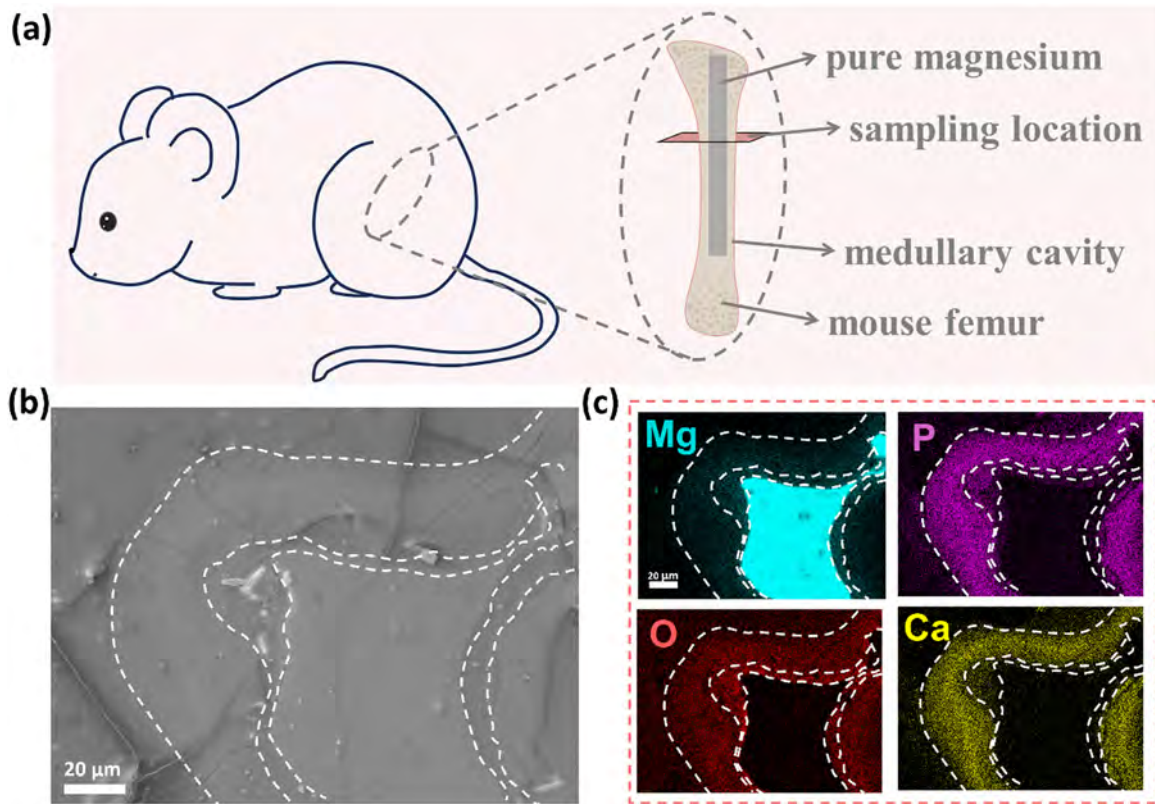 (a)
pure magnesium
sampling location
medullary cavity
mouse femur
(b)
20 μm
(c)
Mg
20 μm
P
O
Ca